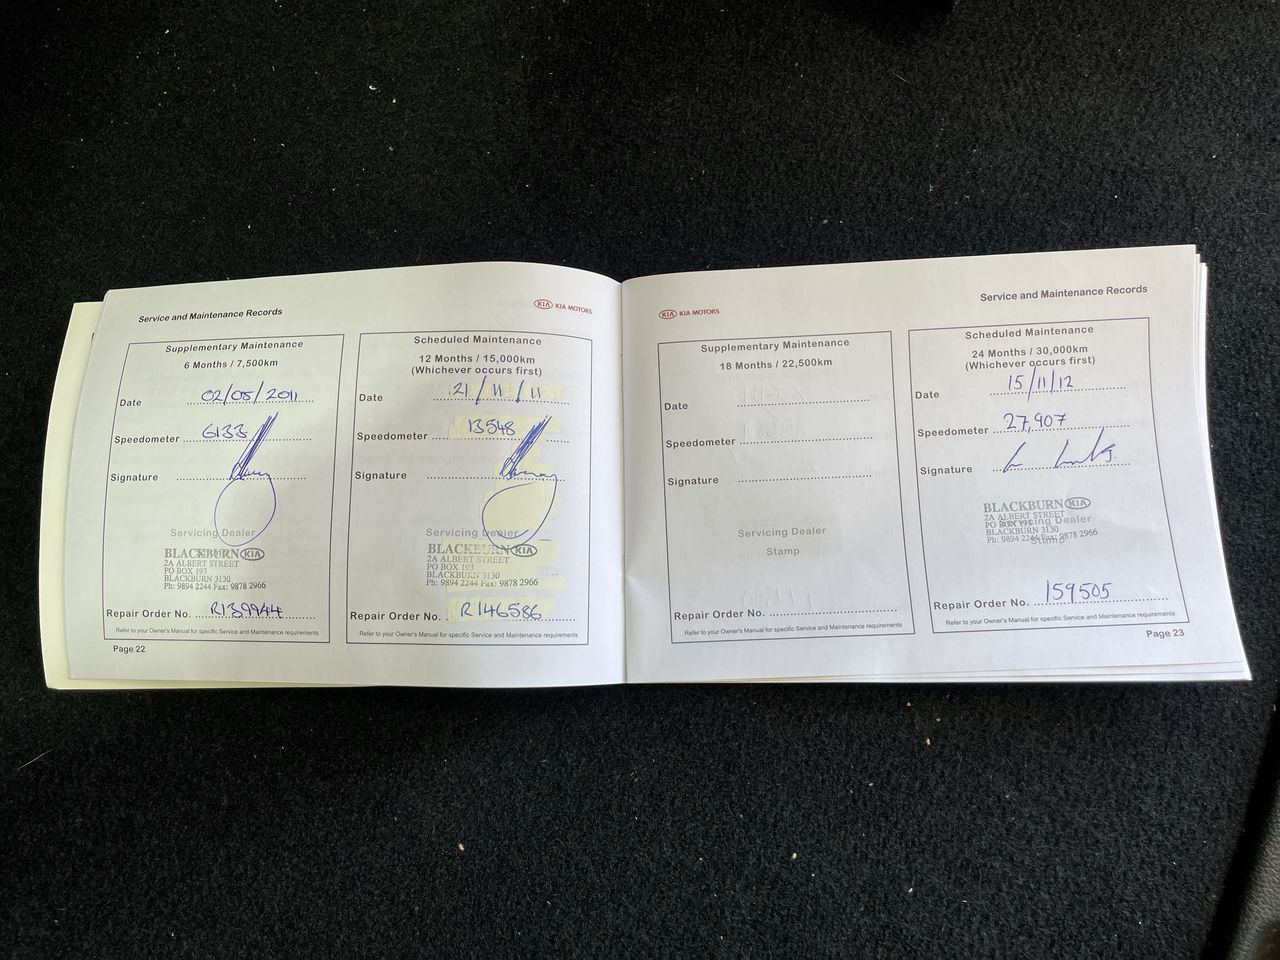 Service and Maintenance Records
KIA KIA MOTORS
Supplementary Maintenance
6 Months / 7,500km
Date 02/05/2011
Speedometer 6133
Signature
Servicing Dealer
BLACKBURN KIA
2A ALBERT STREET
PO BOX 193
BLACKBURN 3130
Ph: 9894 2244 Fax: 9878 2966
Repair Order No. R139944
Refer to your Owner's Manual for specific Service and Maintenance requirements
Page 22
Scheduled Maintenance
12 Months / 15,000km
(Whichever occurs first)
Date 21/11/11
Speedometer 13548
Signature
Servicing Dealer
BLACKBURN KIA
2A ALBERT STREET
PO BOX 193
BLACKBURN 3130
Ph: 9894 2244 Fax: 9878 2966
Repair Order No. R146586
Refer to your Owner's Manual for specific Service and Maintenance requirements
KIA KIA MOTORS
Service and Maintenance Records
Supplementary Maintenance
18 Months / 22,500km
Date
Speedometer
Signature
Servicing Dealer
Stamp
Repair Order No.
Refer to your Owner's Manual for specific Service and Maintenance requirements
Scheduled Maintenance
24 Months / 30,000km
(Whichever occurs first)
Date 15/11/12
Speedometer 27,907
Signature
BLACKBURN KIA
2A ALBERT STREET
PO BOX 193
Servicing Dealer
BLACKBURN 3130
Ph: 9894 2244 Fax: 9878 2966
Stamp
Repair Order No. 159505
Refer to your Owner's Manual for specific Service and Maintenance requirements
Page 23